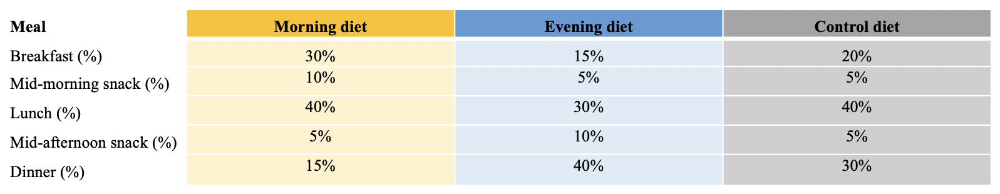 Meal Morning diet Evening diet Control diet
Breakfast (%) 30% 15% 20%
Mid-morning snack (%) 10% 5% 5%
Lunch (%) 40% 30% 40%
Mid-afternoon snack (%) 5% 10% 5%
Dinner (%) 15% 40% 30%